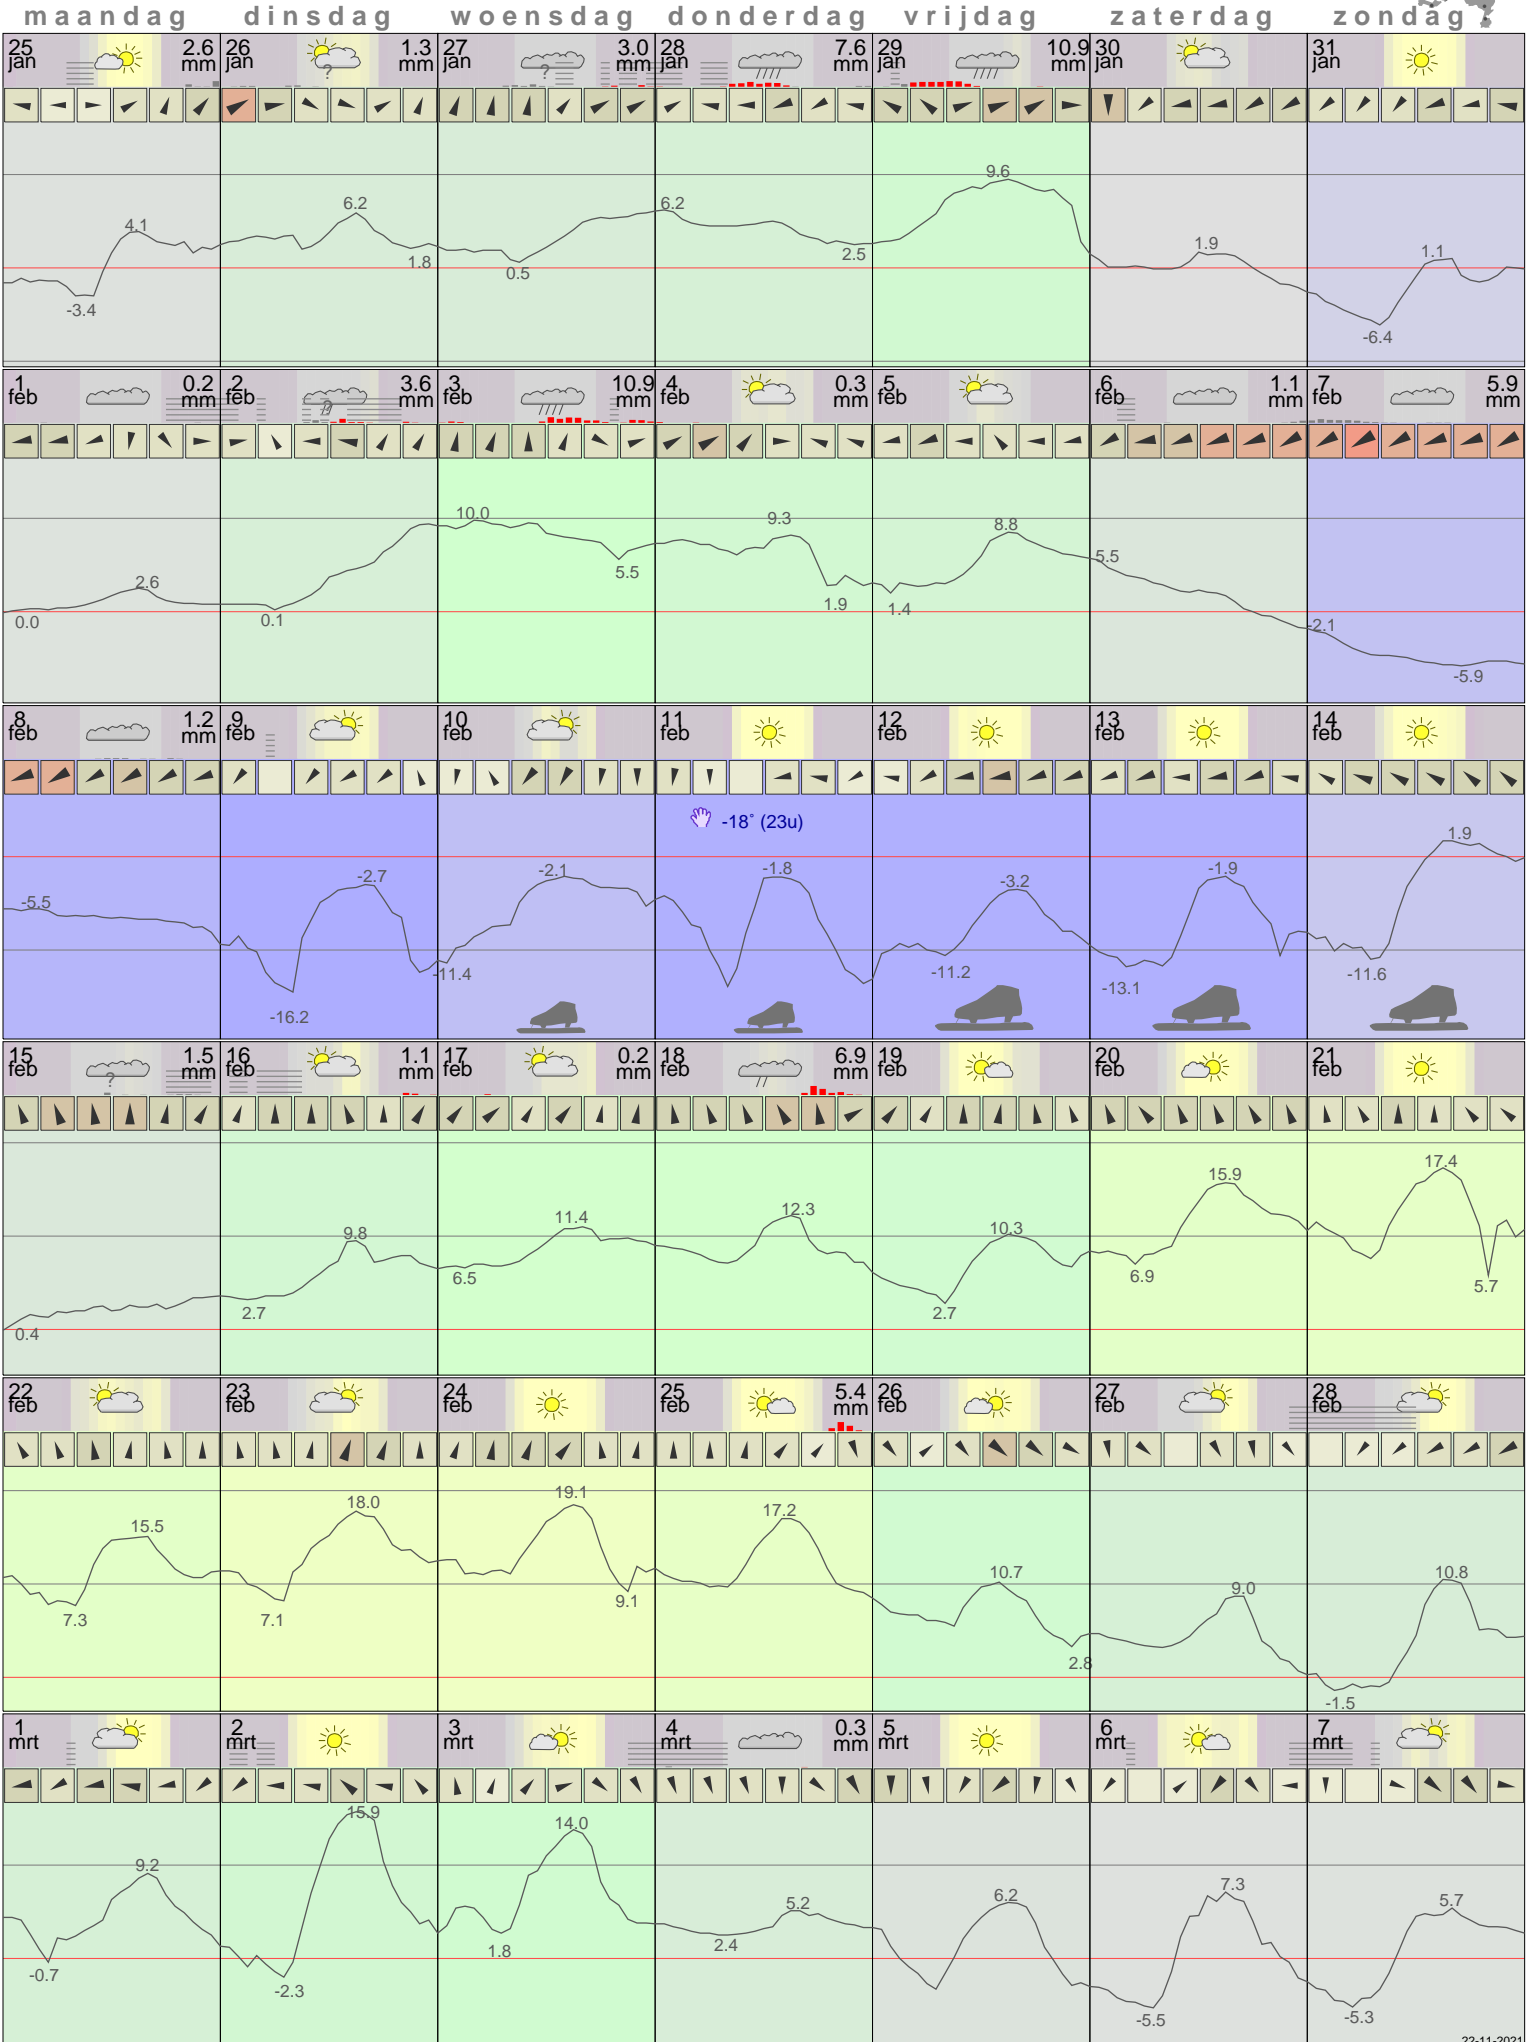 maandag dinsdag woensdag donderdag vrijdag zaterdag zondag
25 2.6 26 1.3 27 3.0 28 7.6 29 10.9 30 31
jan mm jan mm jan mm jan mm jan mm jan jan
? ?
9.6
4.1 6.2 6.2 1.9 1.1
1.8 0.5 2.5
-3.4 -6.4
1 0.2 2 3.6 3 10.9 4 0.3 5 6 1.1 7 5.9
feb mm feb mm feb mm feb mm feb feb mm feb mm
?
10.0 9.3 8.8
2.6 5.5 5.5
0.0 0.1 1.9 1.4 -2.1
-5.9
8 1.2 9 10 11 12 13 14
feb mm feb feb feb feb feb feb
-18° (23u)
1.9
-5.5 -2.7 -2.1 -1.8 -3.2 -1.9
-11.4 -11.2 -11.6
-16.2 -13.1
15 1.5 16 1.1 17 0.2 18 6.9 19 20 21
feb mm feb mm feb mm feb mm feb feb feb
?
15.9 17.4
9.8 11.4 12.3 10.3
6.5 6.9 5.7
0.4 2.7 2.7
22 23 24 25 5.4 26 27 28
feb feb feb feb mm feb feb feb
15.5 18.0 19.1 17.2
10.7 9.0 10.8
7.3 7.1 9.1
2.8 -1.5
1 2 3 4 0.3 5 6 7
mrt mrt mrt mrt mm mrt mrt mrt
15.9 14.0
9.2 5.2 6.2 7.3 5.7
1.8 2.4
-0.7 -2.3 -5.5 -5.3
22-11-2021